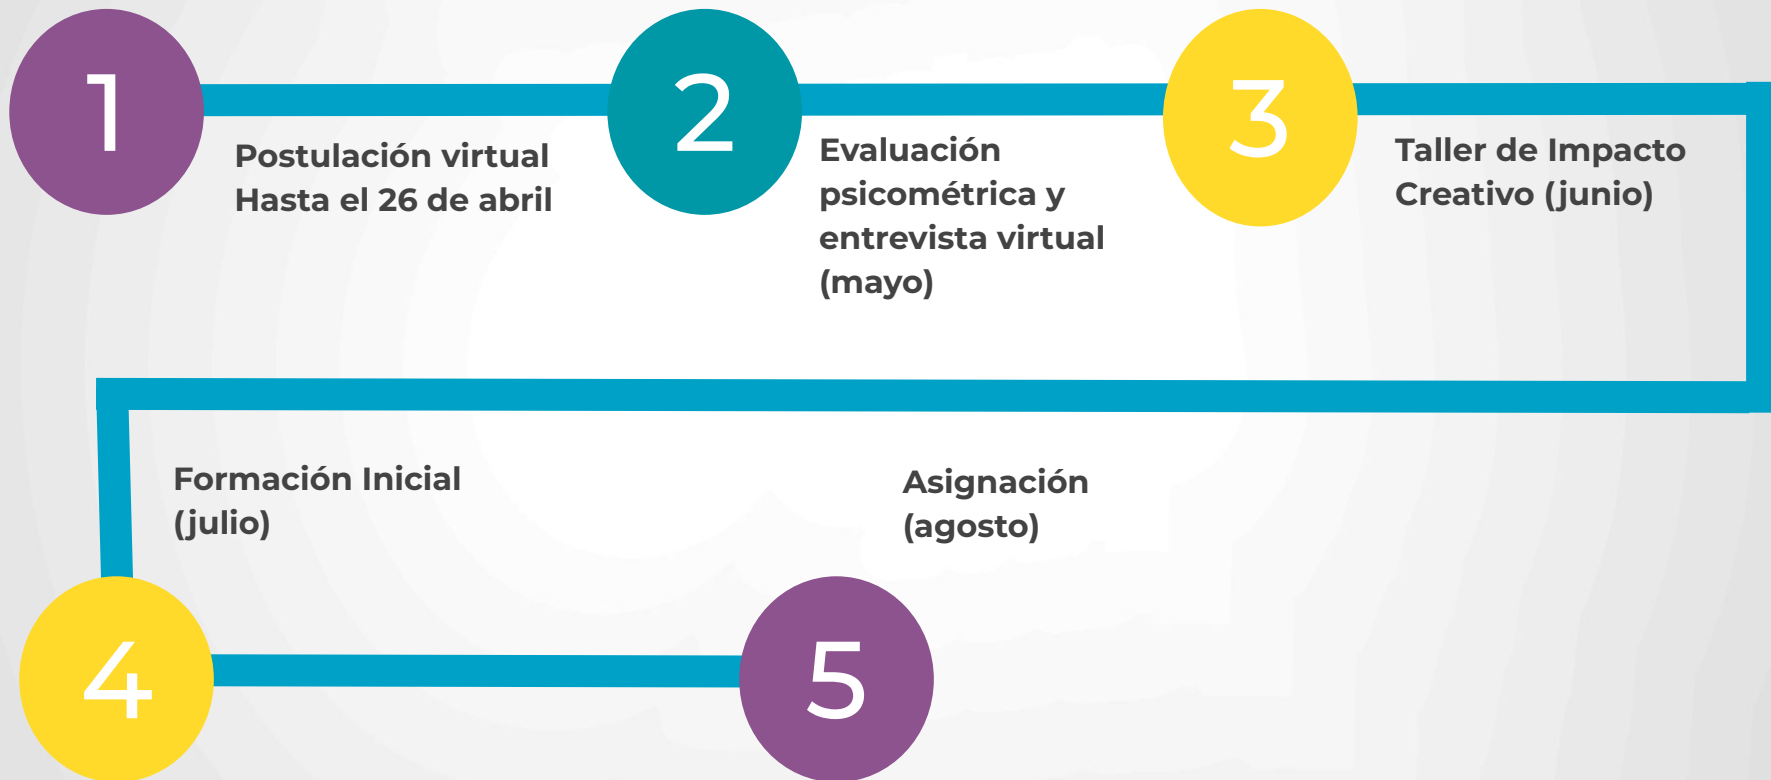 1
Postulación virtual
Hasta el 26 de abril
2
Evaluación
psicométrica y
entrevista virtual
(mayo)
3
Taller de Impacto
Creativo (junio)
4
Formación Inicial
(julio)
5
Asignación
(agosto)